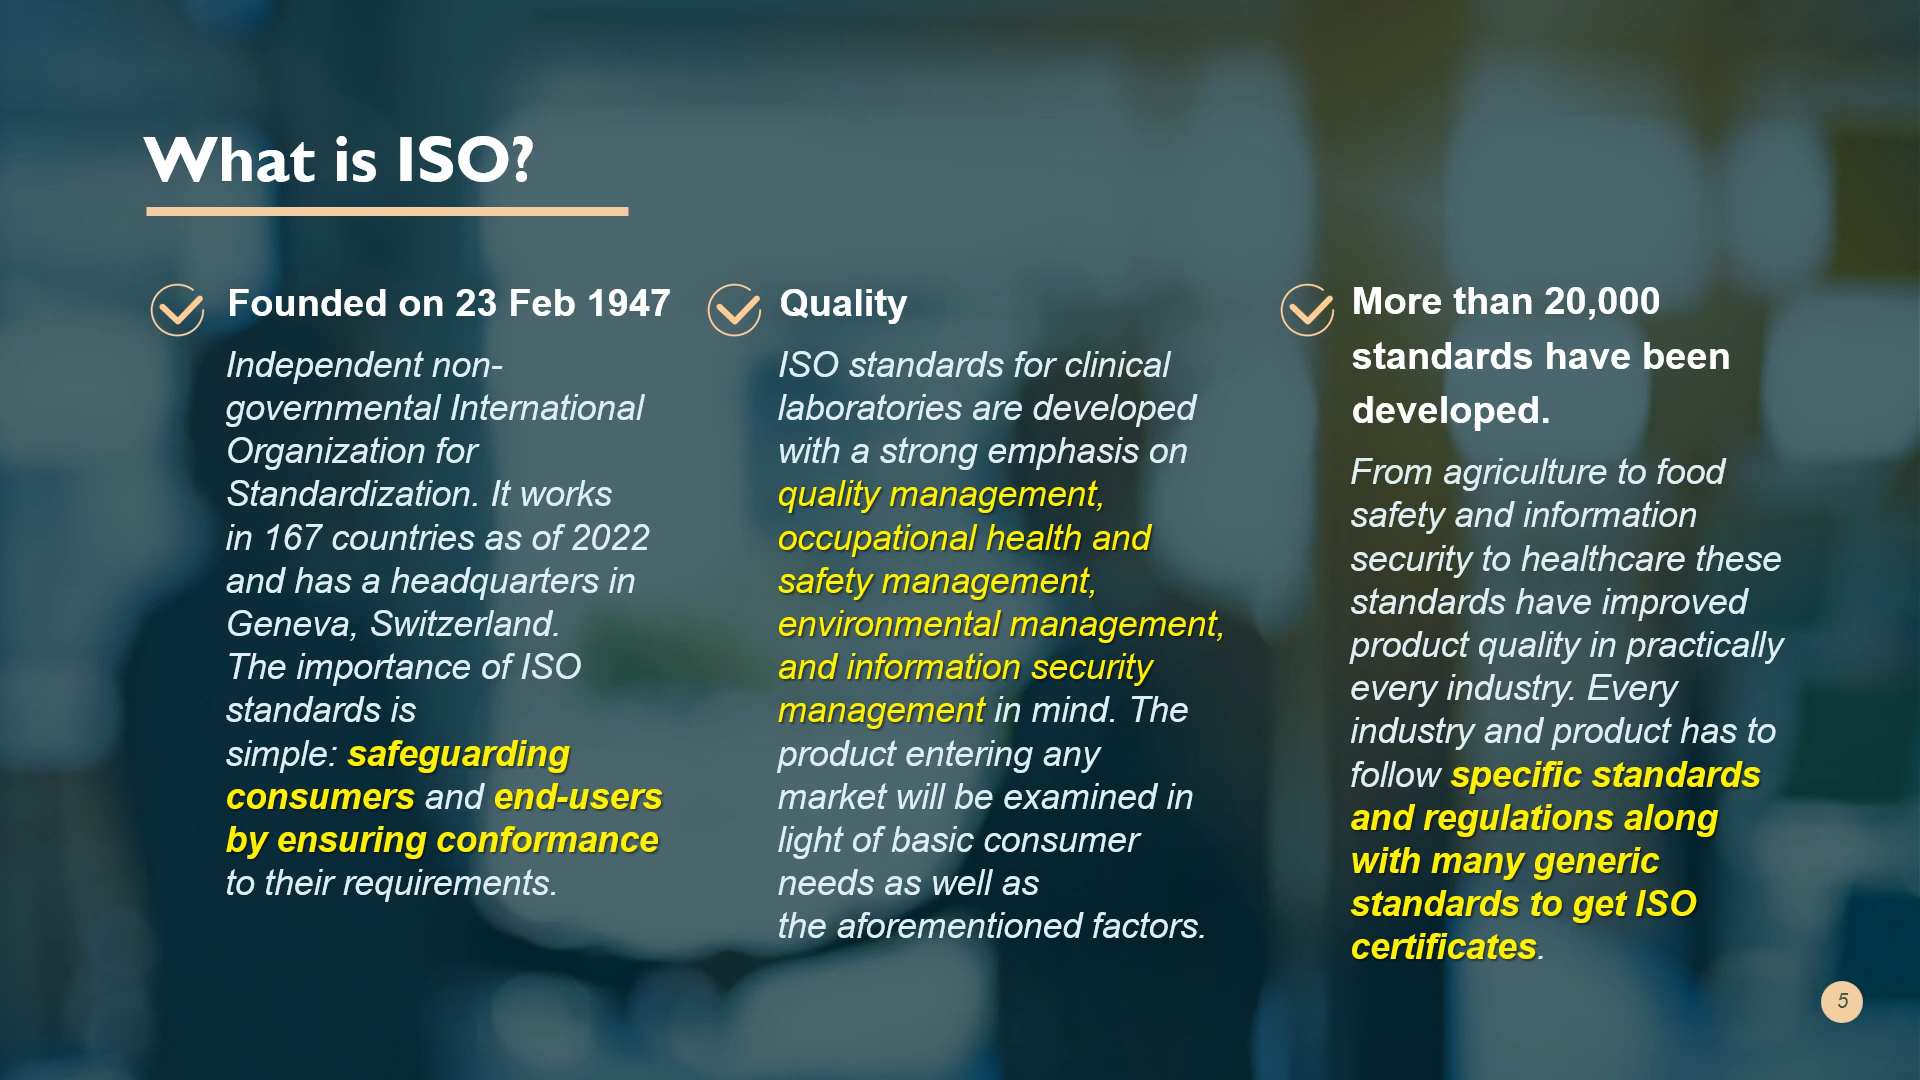 What is ISO?
Founded on 23 Feb 1947
Independent non-
governmental International
Organization for
Standardization. It works
in 167 countries as of 2022
and has a headquarters in
Geneva, Switzerland.
The importance of ISO
standards is
simple: safeguarding
consumers and end-users
by ensuring conformance
to their requirements.
Quality
ISO standards for clinical
laboratories are developed
with a strong emphasis on
quality management,
occupational health and
safety management,
environmental management,
and information security
management in mind. The
product entering any
market will be examined in
light of basic consumer
needs as well as
the aforementioned factors.
More than 20,000
standards have been
developed.
From agriculture to food
safety and information
security to healthcare these
standards have improved
product quality in practically
every industry. Every
industry and product has to
follow specific standards
and regulations along
with many generic
standards to get ISO
certificates.
5